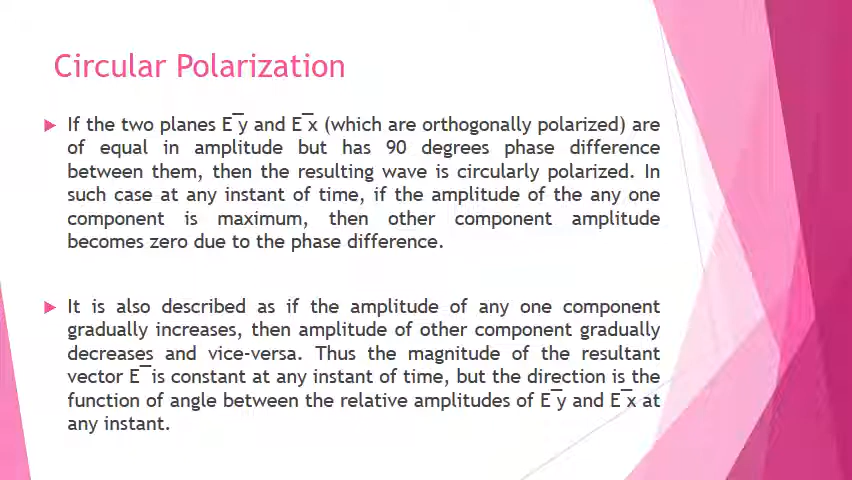 Circular Polarization
If the two planes E‾y and E‾x (which are orthogonally polarized) are
of equal in amplitude but has 90 degrees phase difference
between them, then the resulting wave is circularly polarized. In
such case at any instant of time, if the amplitude of the any one
component is maximum, then other component amplitude
becomes zero due to the phase difference.
It is also described as if the amplitude of any one component
gradually increases, then amplitude of other component gradually
decreases and vice-versa. Thus the magnitude of the resultant
vector E‾is constant at any instant of time, but the direction is the
function of angle between the relative amplitudes of E‾y and E‾x at
any instant.